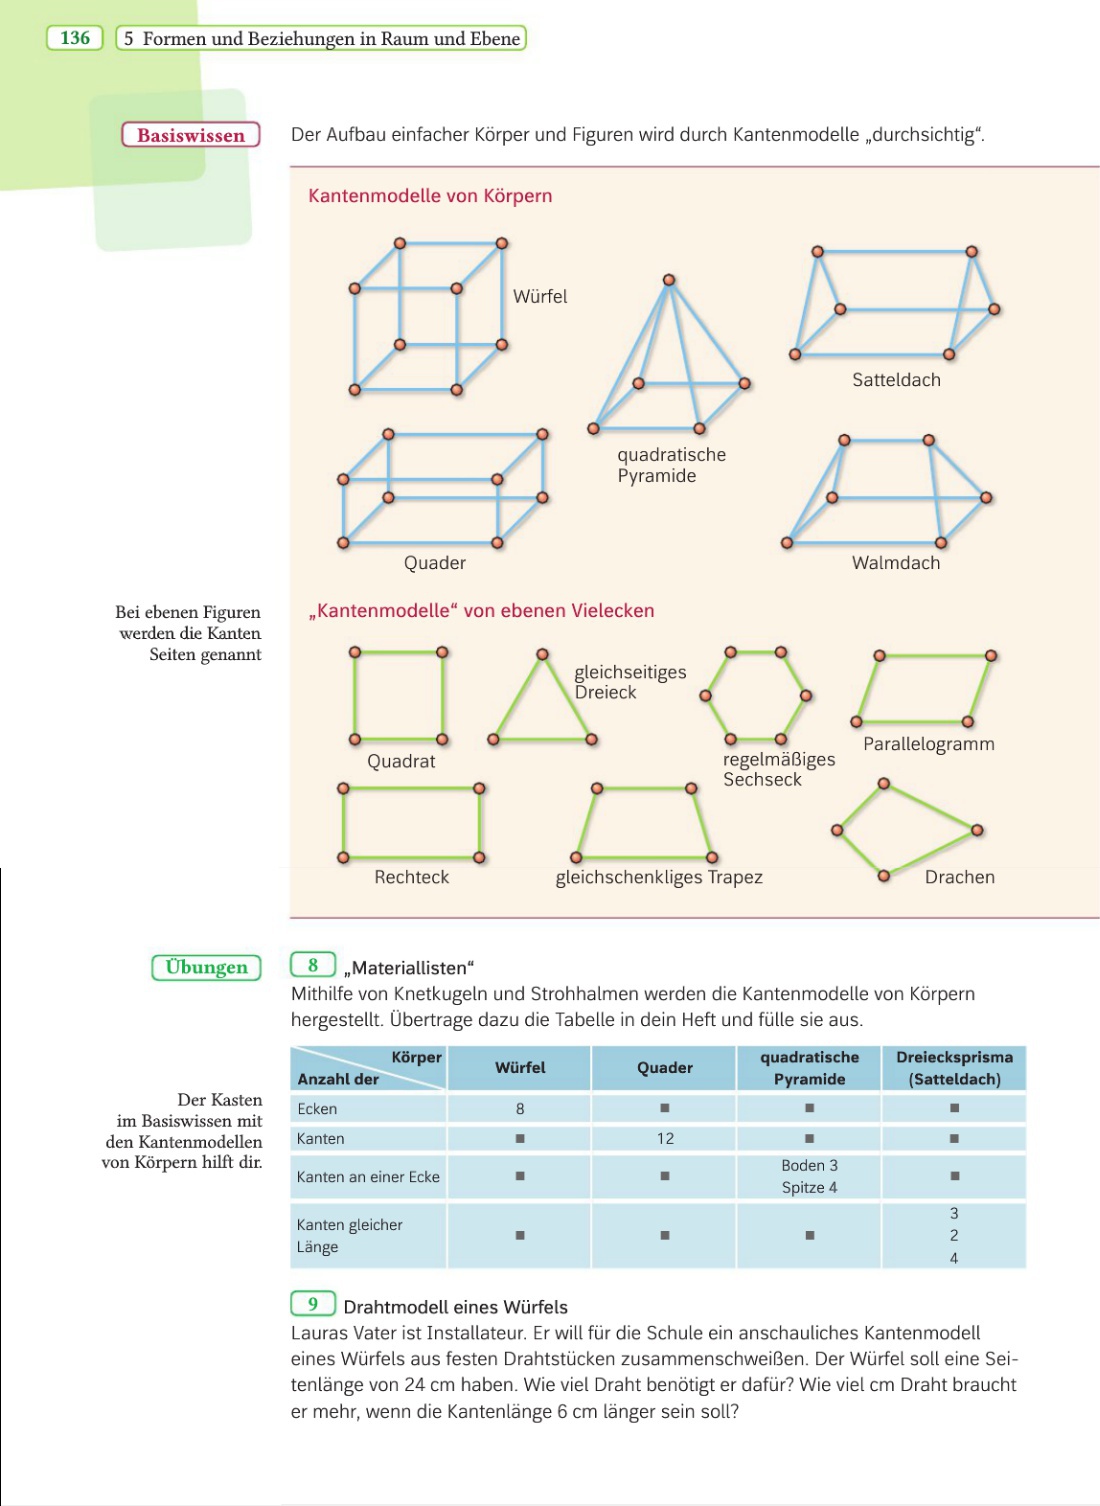 136
5 Formen und Beziehungen in Raum und Ebene
Basiswissen
Der Aufbau einfacher Körper und Figuren wird durch Kantenmodelle „durchsichtig“.
Kantenmodelle von Körpern
Würfel
quadratische
Pyramide
Satteldach
Quader
Walmdach
Bei ebenen Figuren
werden die Kanten
Seiten genannt
„Kantenmodelle“ von ebenen Vielecken
Quadrat
gleichseitiges
Dreieck
regelmäßiges
Sechseck
Parallelogramm
Rechteck
gleichschenkliges Trapez
Drachen
Übungen
8 „Materiallisten“
Mithilfe von Knetkugeln und Strohhalmen werden die Kantenmodelle von Körpern
hergestellt. Übertrage dazu die Tabelle in dein Heft und fülle sie aus.
Der Kasten
im Basiswissen mit
den Kantenmodellen
von Körpern hilft dir.
Körper
Anzahl der
Würfel
Quader
quadratische
Pyramide
Dreiecksprisma
(Satteldach)
Ecken 8 ■ ■ ■
Kanten ■ 12 ■ ■
Kanten an einer Ecke ■ ■ Boden 3
Spitze 4 ■
Kanten gleicher
Länge ■ ■ ■ 3
2
4
9 Drahtmodell eines Würfels
Lauras Vater ist Installateur. Er will für die Schule ein anschauliches Kantenmodell
eines Würfels aus festen Drahtstücken zusammenschweißen. Der Würfel soll eine Sei-
tenlänge von 24 cm haben. Wie viel Draht benötigt er dafür? Wie viel cm Draht braucht
er mehr, wenn die Kantenlänge 6 cm länger sein soll?